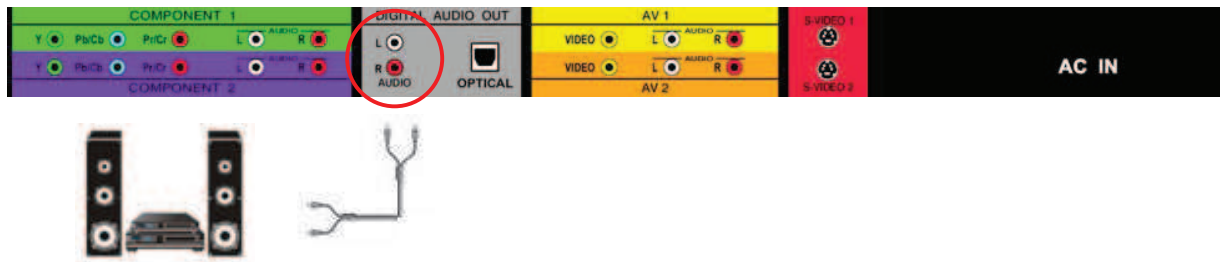 COMPONENT 1
Y Pb/Cb Pr/Cr L AUDIO R
Y Pb/Cb Pr/Cr L AUDIO R
COMPONENT 2
DIGITAL AUDIO OUT
L
R
AUDIO
OPTICAL
AV 1
VIDEO L AUDIO R
VIDEO L AUDIO R
AV 2
S-VIDEO 1
S-VIDEO 2
AC IN